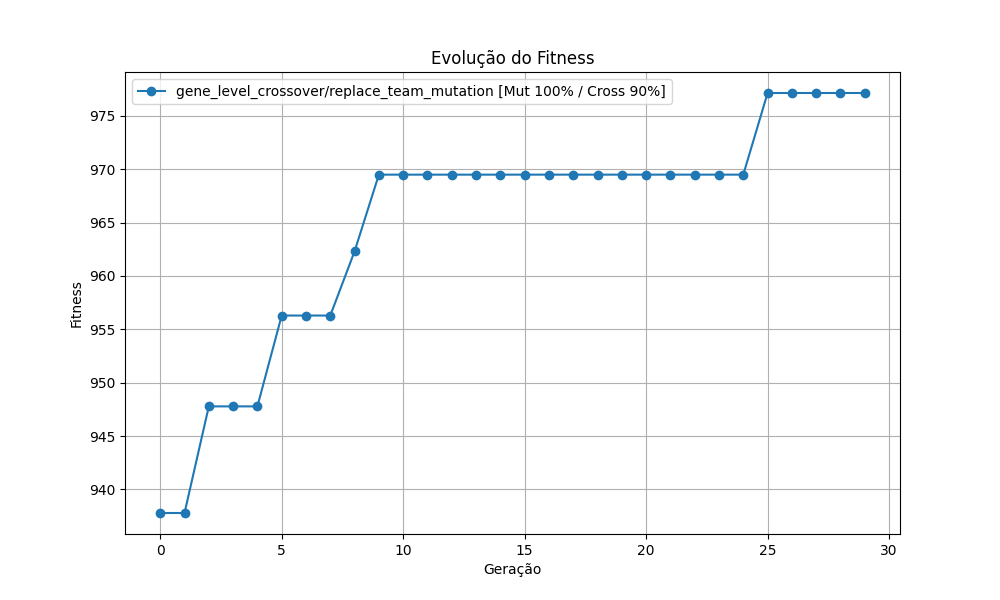 Evolução do Fitness
gene_level_crossover/replace_team_mutation [Mut 100% / Cross 90%]
975
970
965
960
955
950
945
940
Fitness
0 5 10 15 20 25 30
Geração